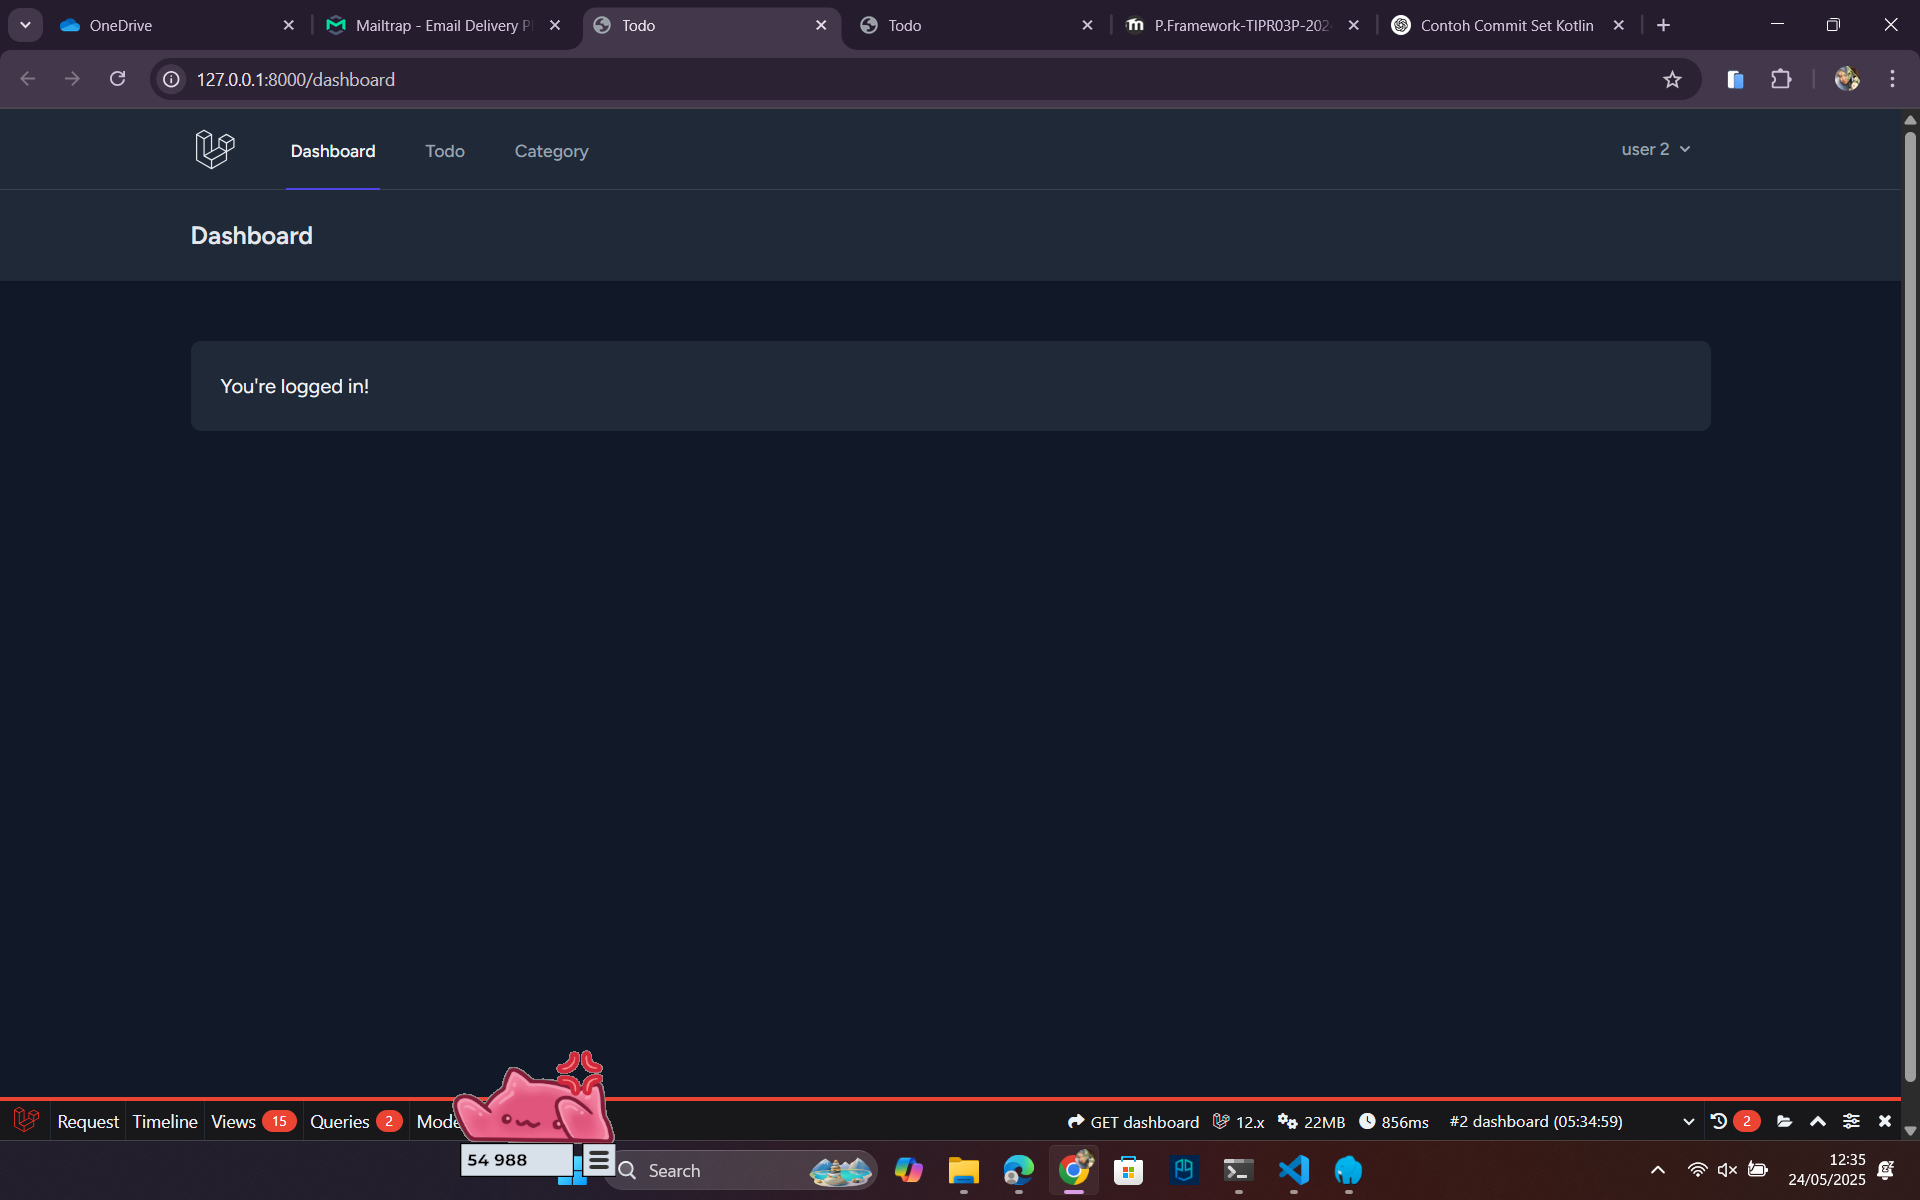 OneDrive
Mailtrap - Email Delivery P
Todo
Todo
P.Framework-TIPR03P-202
Contoh Commit Set Kotlin
127.0.0.1:8000/dashboard
Dashboard
Todo
Category
user 2
Dashboard
You're logged in!
Request
Timeline
Views 15
Queries 2
Mode
GET dashboard
12.x
22MB
856ms
#2 dashboard (05:34:59)
2
54 988
Search
12:35
24/05/2025